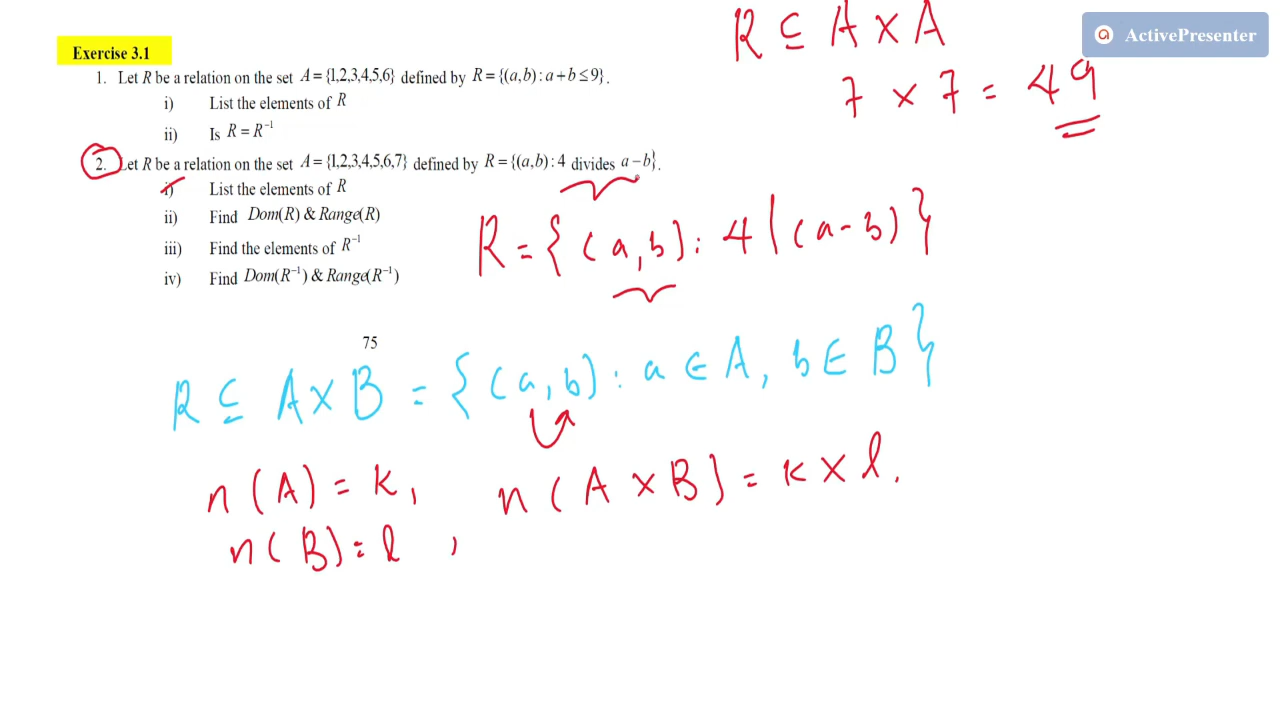 R ⊆ A × A
ActivePresenter
Exercise 3.1
7 × 7 = 49
1. Let R be a relation on the set A = {1,2,3,4,5,6} defined by R = {(a,b) : a + b ≤ 9}.
i) List the elements of R
ii) Is R = R⁻¹
2. Let R be a relation on the set A = {1,2,3,4,5,6,7} defined by R = {(a,b) : 4 divides a − b}.
i) List the elements of R
ii) Find Dom(R) & Range(R)
R = { (a, b) : 4 | (a - b) }
iii) Find the elements of R⁻¹
iv) Find Dom(R⁻¹) & Range(R⁻¹)
75
R ⊆ A × B = { (a, b) : a ∈ A, b ∈ B }
n (A) = k, n (A × B) = k × l.
n (B) = l ,